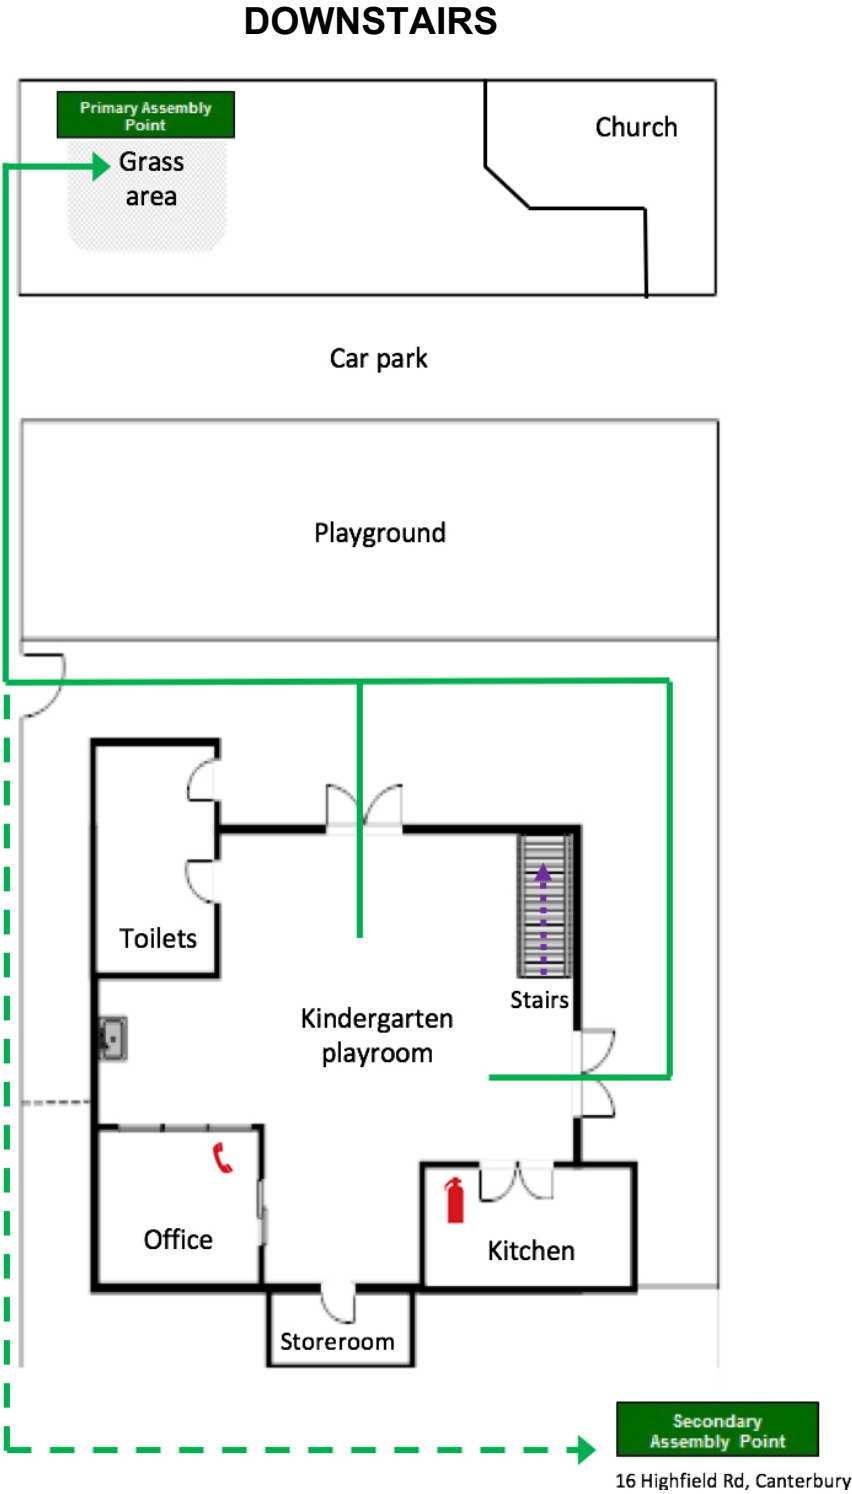 DOWNSTAIRS
Primary Assembly
Point
Grass
area
Church
Car park
Playground
Toilets
Stairs
Kindergarten
playroom
Office
Kitchen
Storeroom
Secondary
Assembly Point
16 Highfield Rd, Canterbury